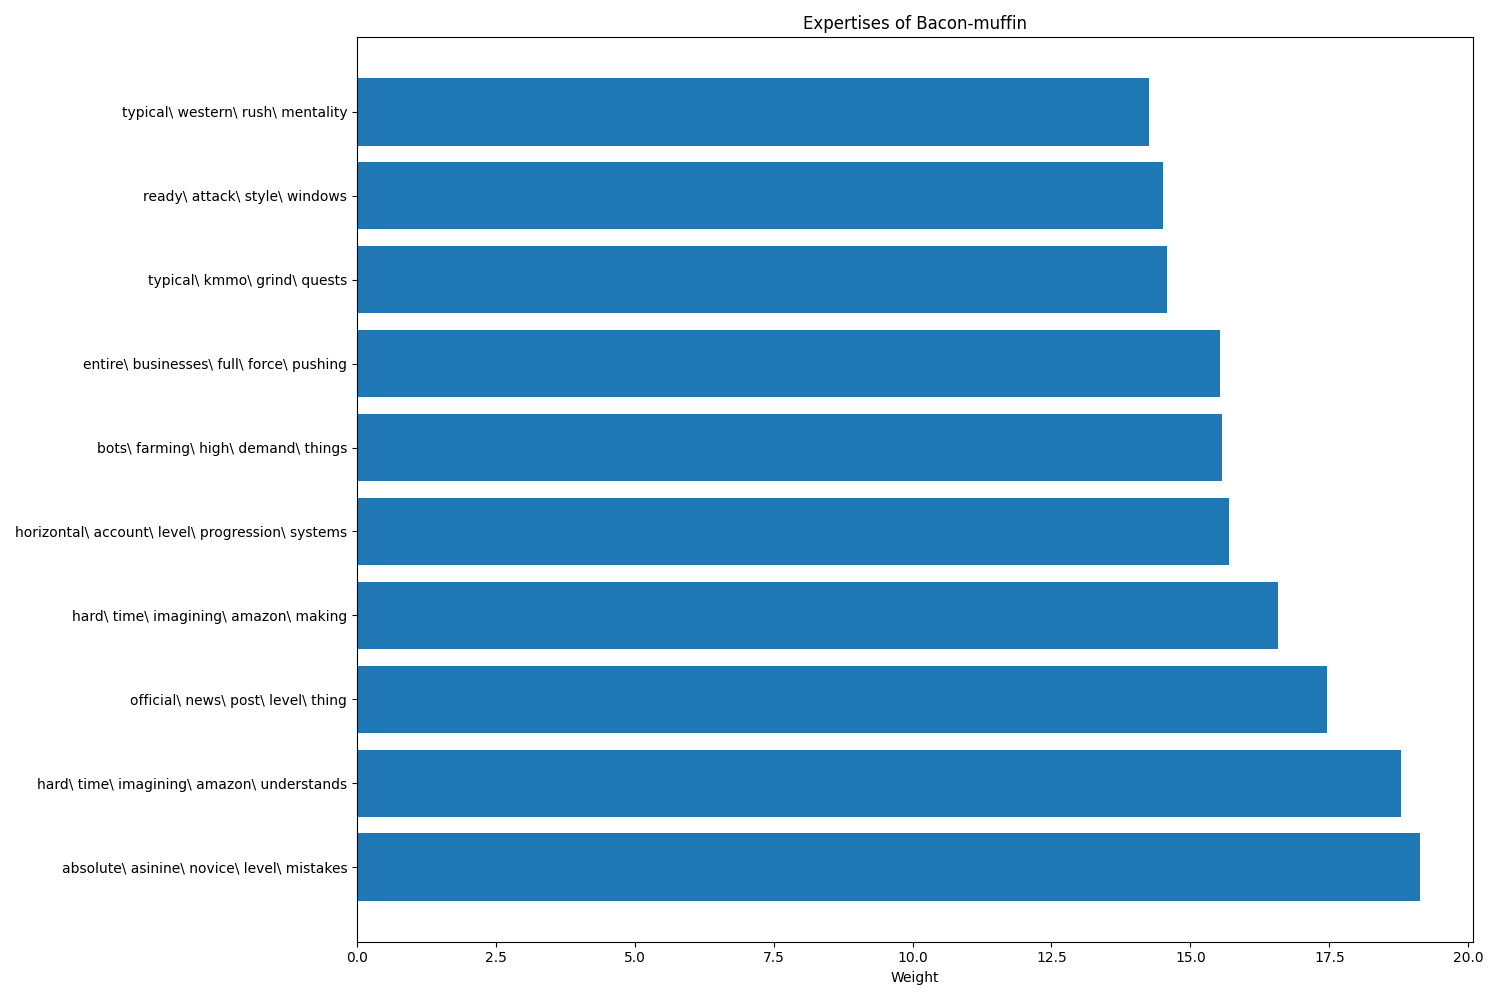 Expertises of Bacon-muffin
typical\ western\ rush\ mentality
ready\ attack\ style\ windows
typical\ kmmo\ grind\ quests
entire\ businesses\ full\ force\ pushing
bots\ farming\ high\ demand\ things
horizontal\ account\ level\ progression\ systems
hard\ time\ imagining\ amazon\ making
official\ news\ post\ level\ thing
hard\ time\ imagining\ amazon\ understands
absolute\ asinine\ novice\ level\ mistakes
0.0 2.5 5.0 7.5 10.0 12.5 15.0 17.5 20.0
Weight